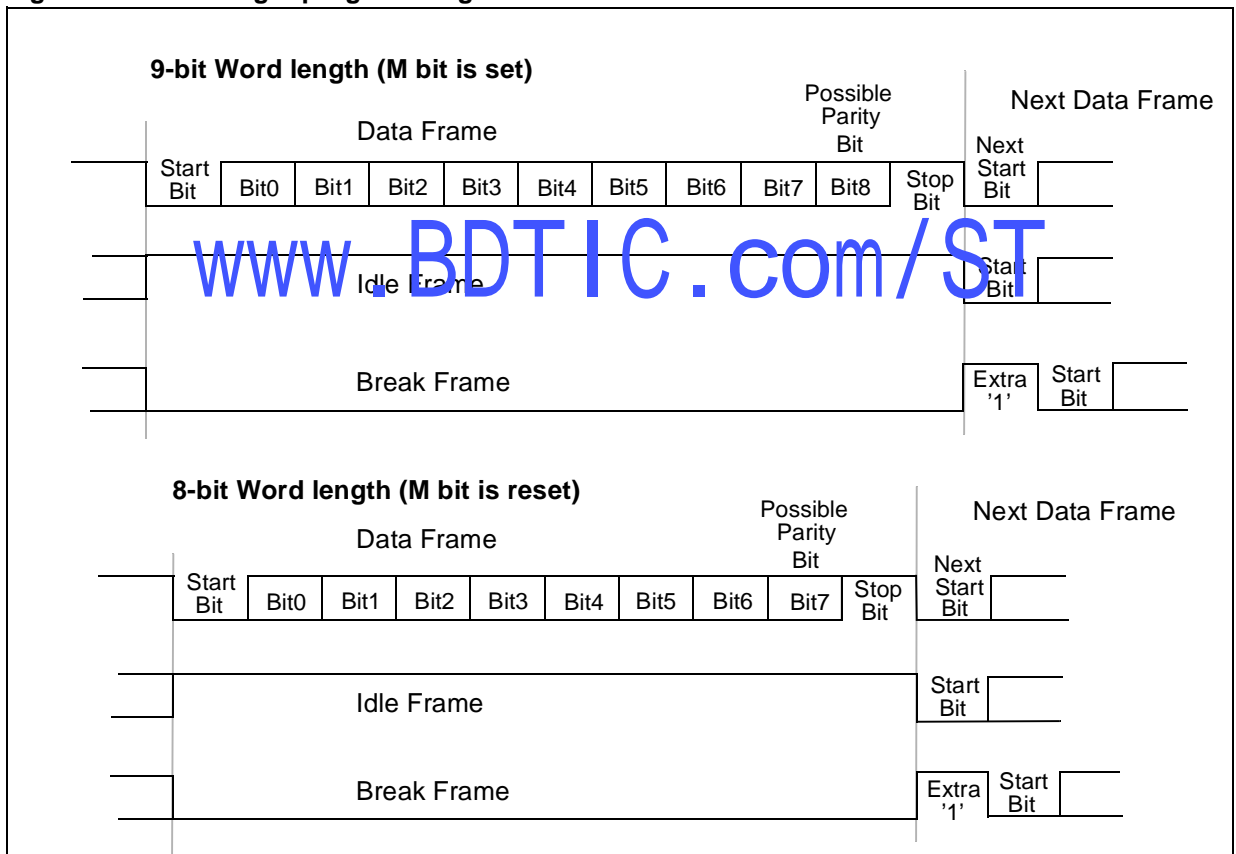 9-bit Word length (M bit is set)
Possible
Parity
Bit
Next Data Frame
Data Frame
Next
Start
Bit
Start
Bit
Bit0
Bit1
Bit2
Bit3
Bit4
Bit5
Bit6
Bit7
Bit8
Stop
Bit
www.BDTIC.com/ST
Idle Frame
Start
Bit
Break Frame
Extra
'1'
Start
Bit
8-bit Word length (M bit is reset)
Possible
Parity
Bit
Next Data Frame
Data Frame
Next
Start
Bit
Start
Bit
Bit0
Bit1
Bit2
Bit3
Bit4
Bit5
Bit6
Bit7
Stop
Bit
Idle Frame
Start
Bit
Break Frame
Extra
'1'
Start
Bit